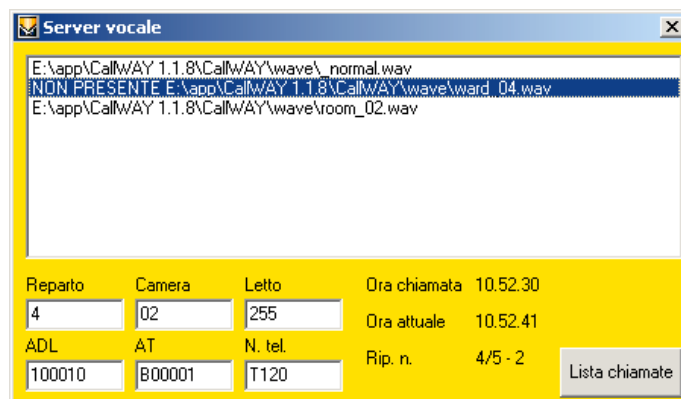 Server vocale
E:\app\CallWAY 1.1.8\CallWAY\wave\_normal.wav
NON PRESENTE E:\app\CallWAY 1.1.8\CallWAY\wave\ward_04.wav
E:\app\CallWAY 1.1.8\CallWAY\wave\room_02.wav
Reparto Camera Letto Ora chiamata 10.52.30
4 02 255 Ora attuale 10.52.41
ADL AT N. tel. Rip. n. 4/5 - 2
100010 B00001 T120 Lista chiamate